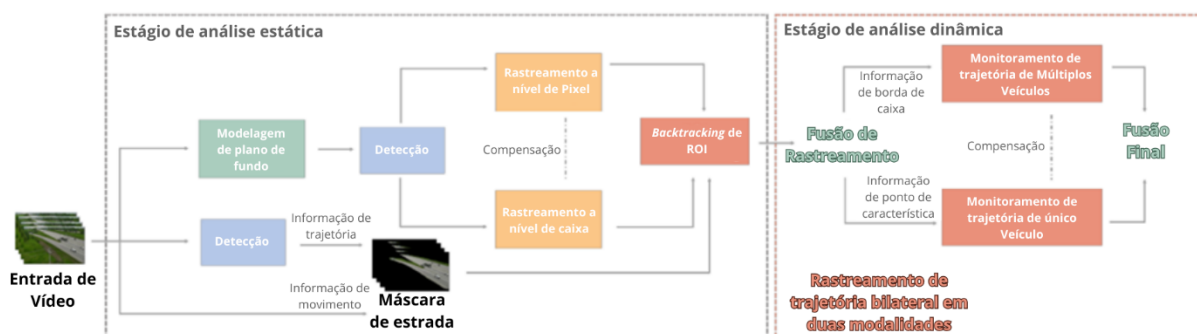 Estágio de análise estática
Estágio de análise dinâmica
Rastreamento a
nível de Pixel
Informação
de borda de
caixa
Monitoramento de
trajetória de Múltiplos
Veículos
Modelagem
de plano de
fundo
Detecção
Compensação
Backtracking de
ROI
Fusão de
Rastreamento
Compensação
Fusão
Final
Rastreamento a
nível de caixa
Informação
de ponto de
característica
Monitoramento de
trajetória de único
Veículo
Detecção
Informação de
trajetória
Entrada de
Vídeo
Informação de
movimento
Máscara
de estrada
Rastreamento de
trajetória bilateral em
duas modalidades